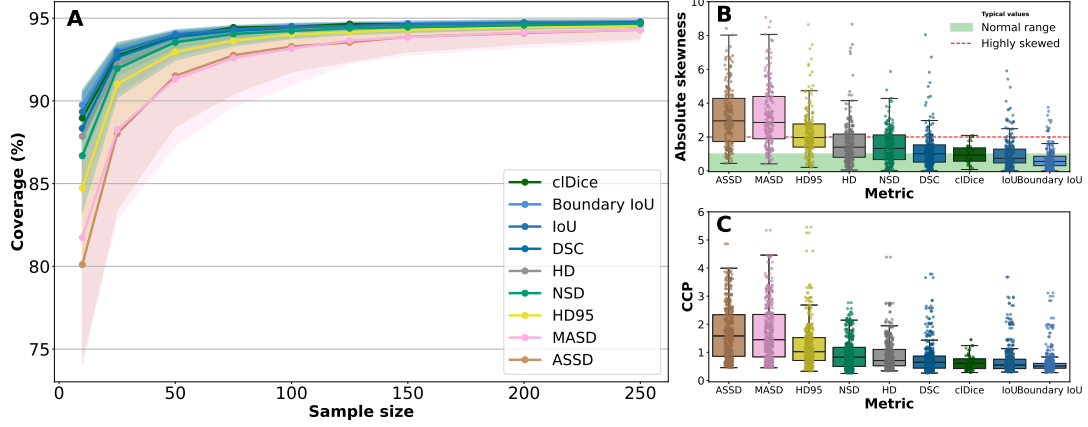 A
95
90
85
80
75
Coverage (%)
0
50
100
150
200
250
Sample size
clDice
Boundary IoU
IoU
DSC
HD
NSD
HD95
MASD
ASSD
B
10
8
6
4
2
0
Absolute skewness
Typical values
Normal range
Highly skewed
ASSD MASD HD95 HD NSD DSC clDice IoU Boundary IoU
Metric
C
6
5
4
3
2
1
0
CCP
ASSD MASD HD95 NSD HD DSC clDice IoU Boundary IoU
Metric